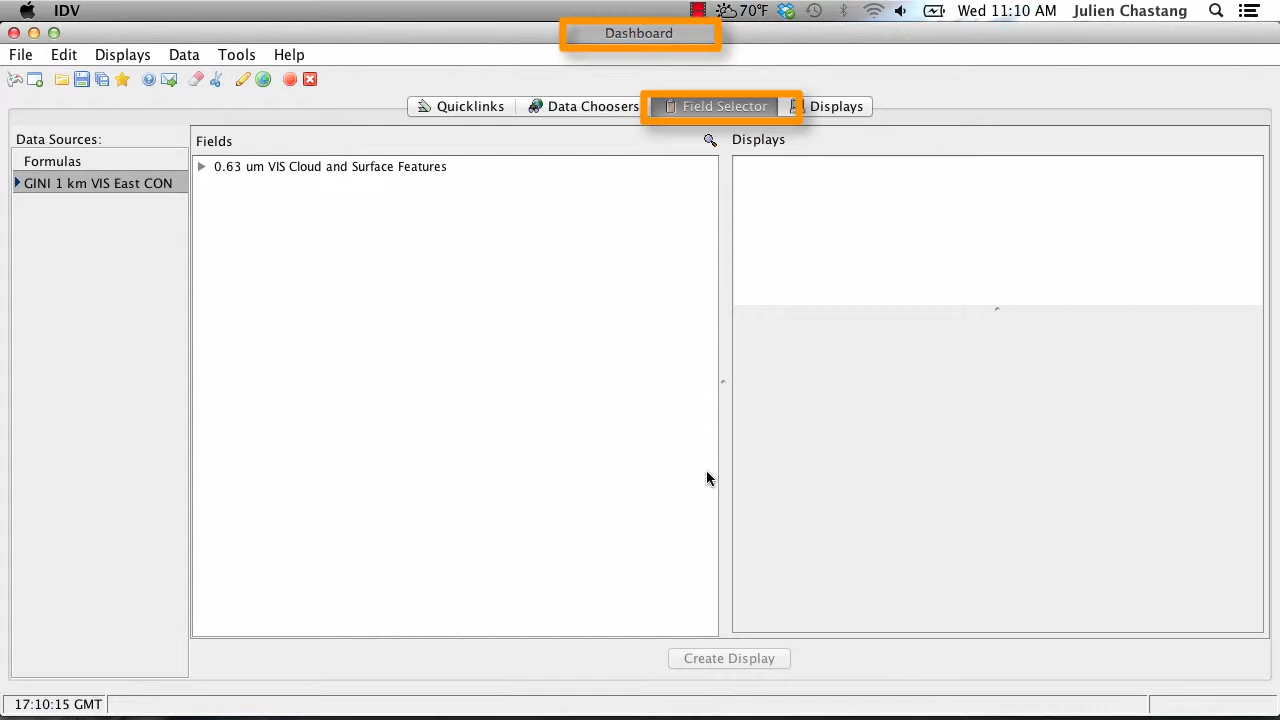 IDV 70°F Wed 11:10 AM Julien Chastang
Dashboard
File Edit Displays Data Tools Help
Quicklinks Data Choosers Field Selector Displays
Data Sources: Fields Displays
Formulas
0.63 um VIS Cloud and Surface Features
GINI 1 km VIS East CON
Create Display
17:10:15 GMT